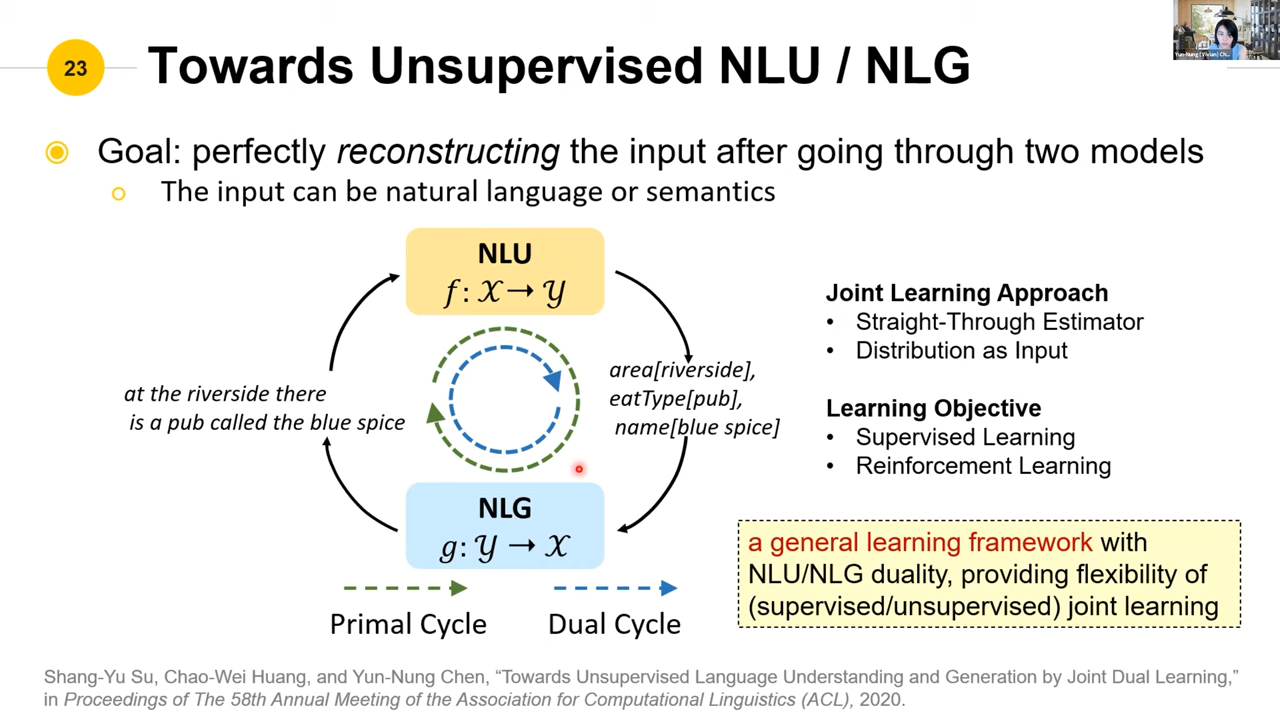 23
Towards Unsupervised NLU / NLG
Yun-Nung (Vivian) Ch...
Goal: perfectly reconstructing the input after going through two models
The input can be natural language or semantics
NLU
f: 𝒳 → 𝒴
at the riverside there
is a pub called the blue spice
area[riverside],
eatType[pub],
name[blue spice]
NLG
g: 𝒴 → 𝒳
Primal Cycle
Dual Cycle
Joint Learning Approach
• Straight-Through Estimator
• Distribution as Input
Learning Objective
• Supervised Learning
• Reinforcement Learning
a general learning framework with
NLU/NLG duality, providing flexibility of
(supervised/unsupervised) joint learning
Shang-Yu Su, Chao-Wei Huang, and Yun-Nung Chen, “Towards Unsupervised Language Understanding and Generation by Joint Dual Learning,”
in Proceedings of The 58th Annual Meeting of the Association for Computational Linguistics (ACL), 2020.